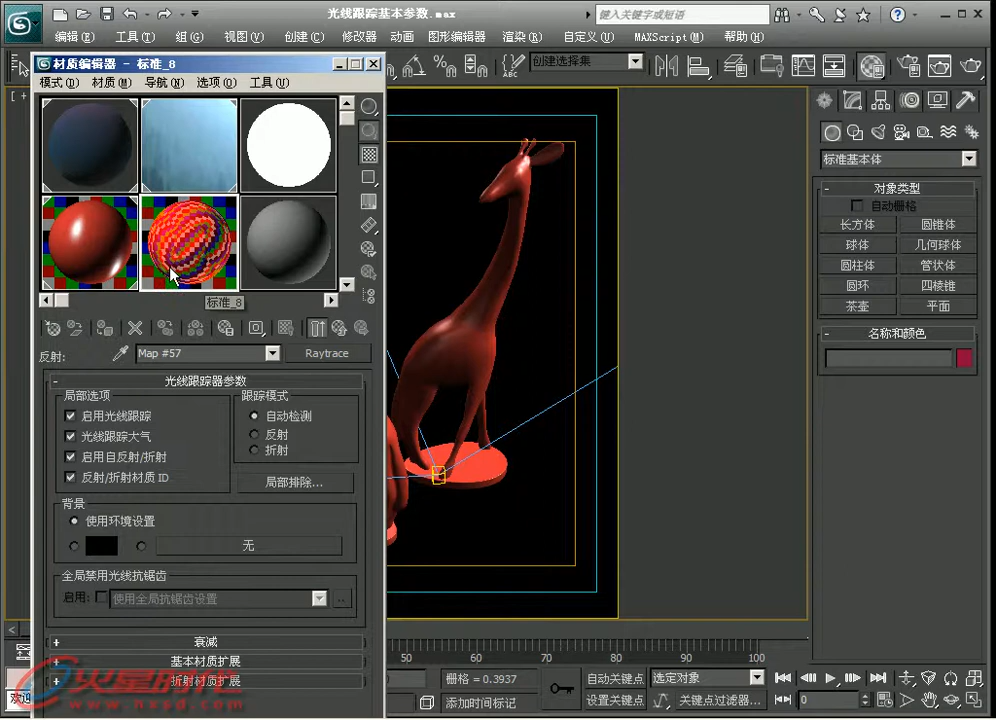 光线跟踪基本参数.max
键入关键字或短语
编辑(E) 工具(T) 组(G) 视图(V) 创建(C) 修改器 动画 图形编辑器 渲染(R) 自定义(U) MAXScript(M) 帮助(H)
材质编辑器 - 标准_8
模式(D) 材质(M) 导航(N) 选项(O) 工具(T)
ABC
创建选择集
[ +
标准_8
反射:
Map #57
Raytrace
- 光线跟踪器参数
局部选项
启用光线跟踪
光线跟踪大气
启用自反射/折射
反射/折射材质 ID
跟踪模式
自动检测
反射
折射
局部排除...
背景
使用环境设置
无
全局禁用光线抗锯齿
启用:
使用全局抗锯齿设置
...
+ 衰减
+ 基本材质扩展
+ 折射材质扩展
火星时代
www.hxsd.com
标准基本体
- 对象类型
自动栅格
长方体 圆锥体
球体 几何球体
圆柱体 管状体
圆环 四棱锥
茶壶 平面
- 名称和颜色
50 60 70 80 90 100
栅格 = 0.3937
添加时间标记
自动关键点
选定对象
设置关键点
关键点过滤器...
0